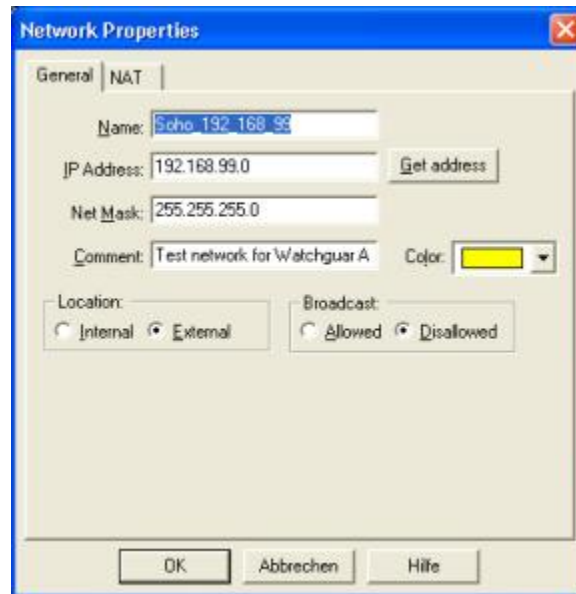 Network Properties
General NAT
Name: Soho_192_168_99
IP Address: 192.168.99.0 Get address
Net Mask: 255.255.255.0
Comment: Test network for Watchguar A Color:
Location: Broadcast:
Internal External Allowed Disallowed
OK Abbrechen Hilfe